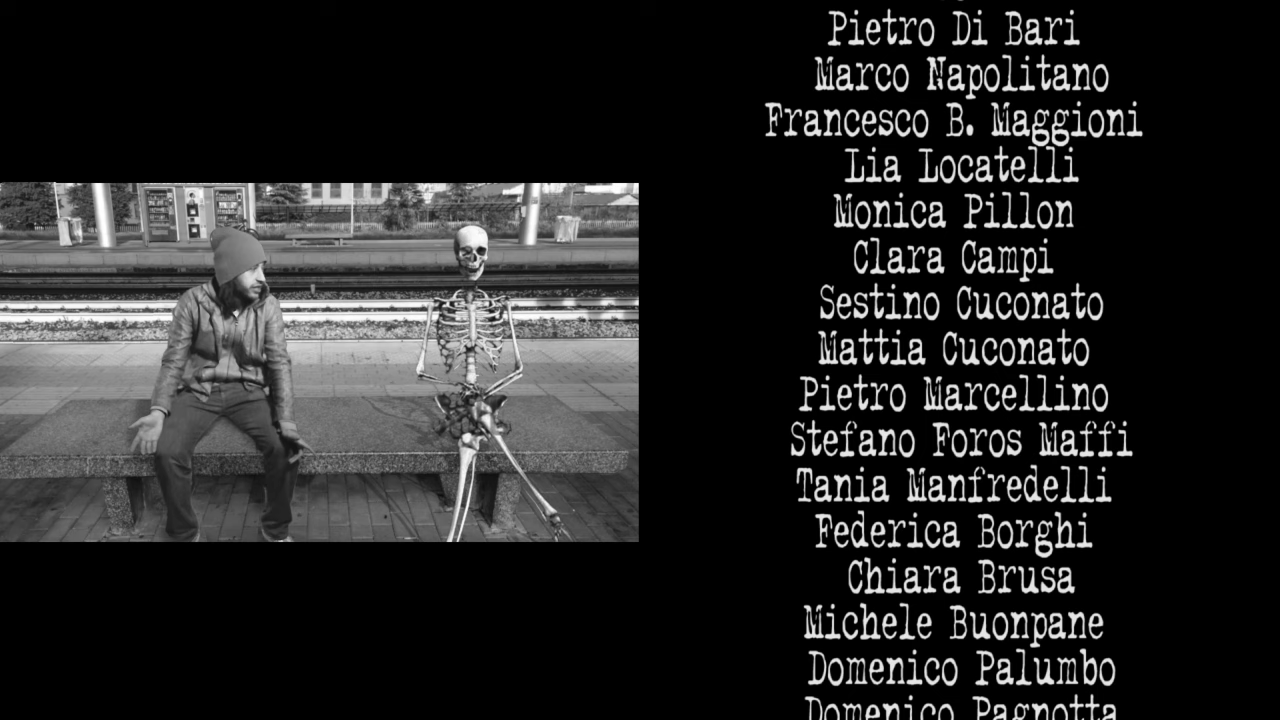 Pietro Di Bari
Marco Napolitano
Francesco B. Maggioni
Lia Locatelli
Monica Pillon
Clara Campi
Sestino Cuconato
Mattia Cuconato
Pietro Marcellino
Stefano Foros Maffi
Tania Manfredelli
Federica Borghi
Chiara Brusa
Michele Buonpane
Domenico Palumbo
Domenico Pagnotta